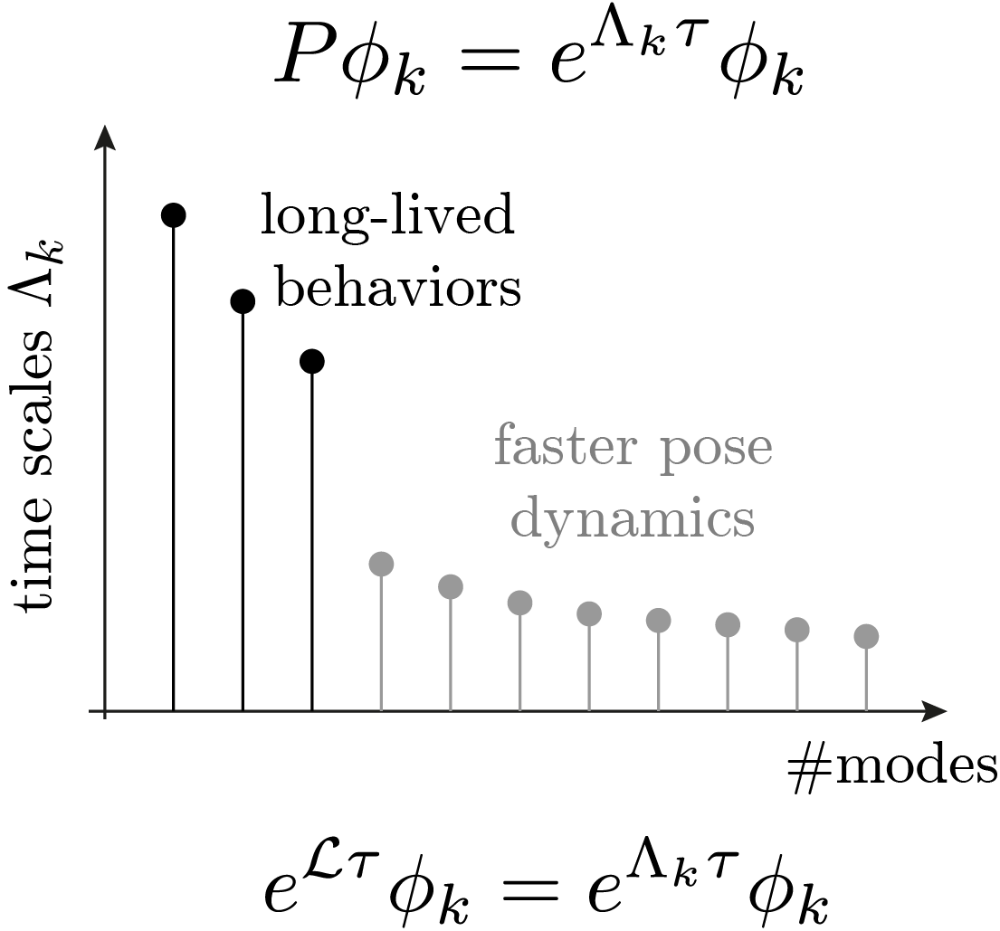 Pϕ_k = e^{Λ_k τ} ϕ_k
long-lived
behaviors
time scales Λ_k
faster pose
dynamics
#modes
e^{ℒτ} ϕ_k = e^{Λ_k τ} ϕ_k